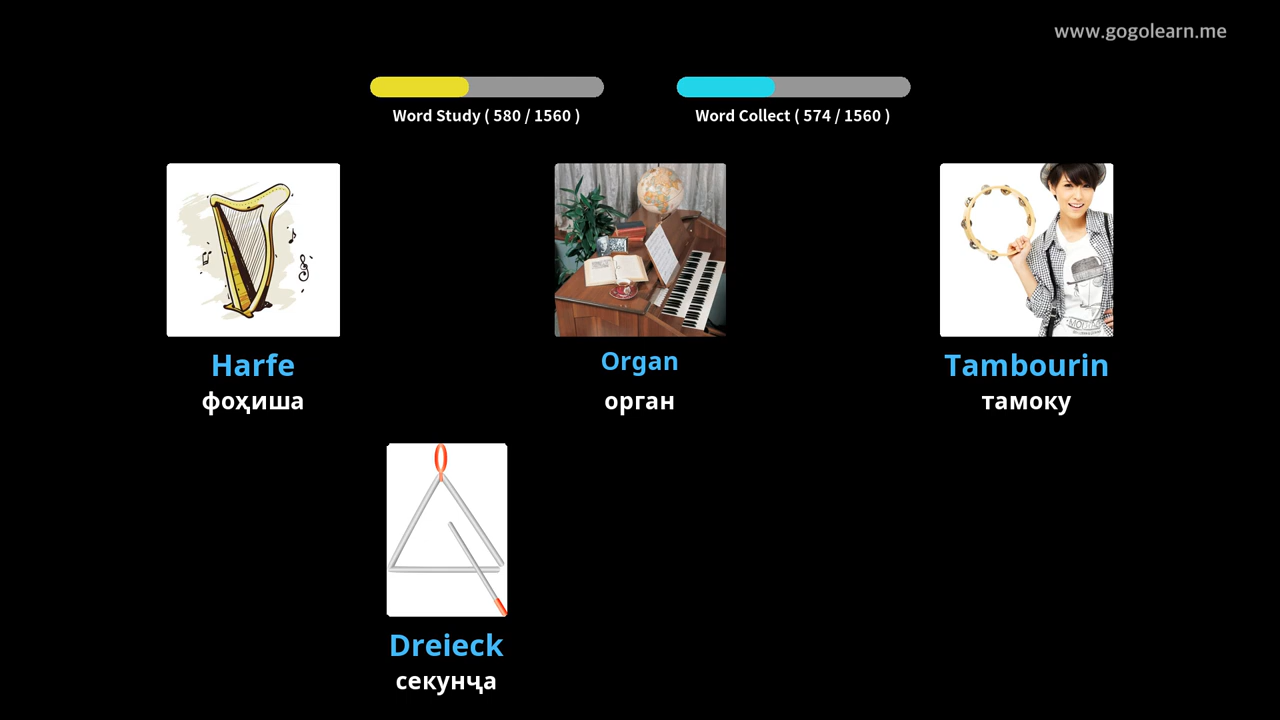 www.gogolearn.me
Word Study ( 580 / 1560 )
Word Collect ( 574 / 1560 )
Harfe
фоҳиша
Organ
орган
Tambourin
тамоку
Dreieck
секунҷа